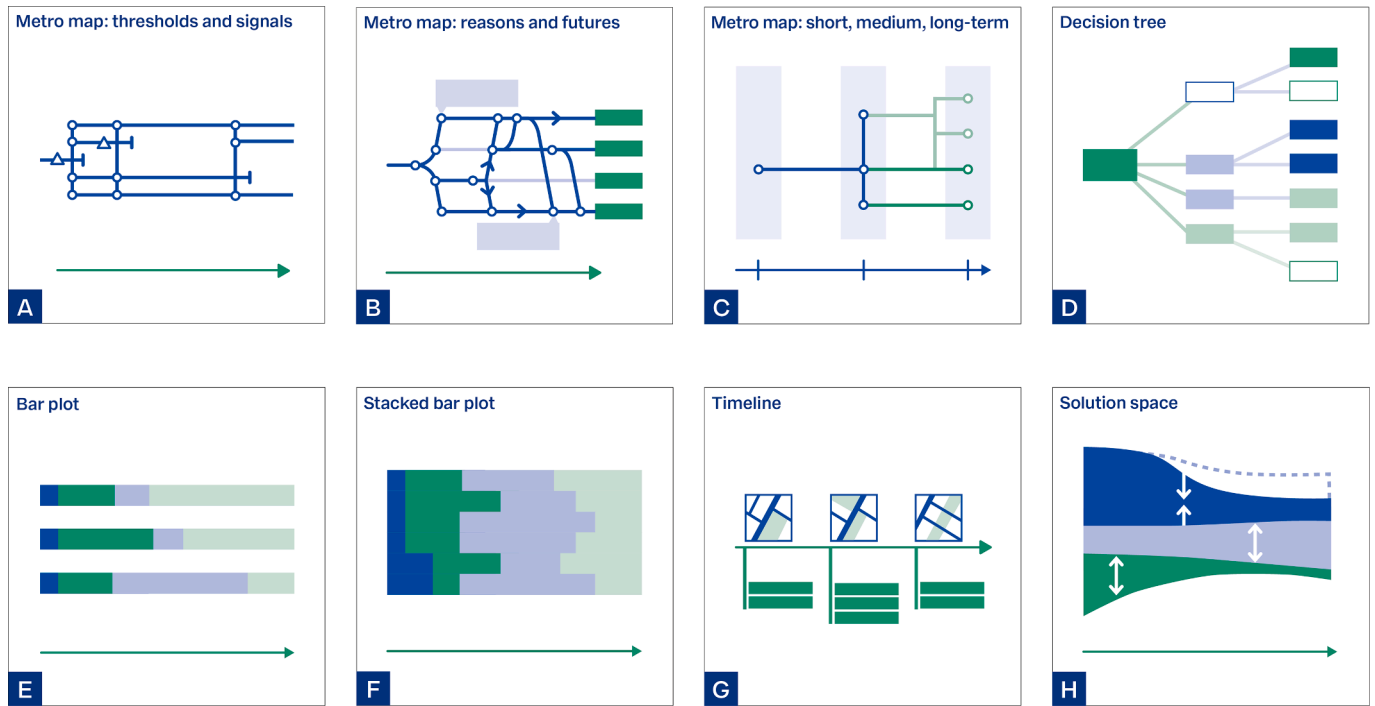 Metro map: thresholds and signals
Metro map: reasons and futures
Metro map: short, medium, long-term
Decision tree
A
B
C
D
Bar plot
Stacked bar plot
Timeline
Solution space
E
F
G
H